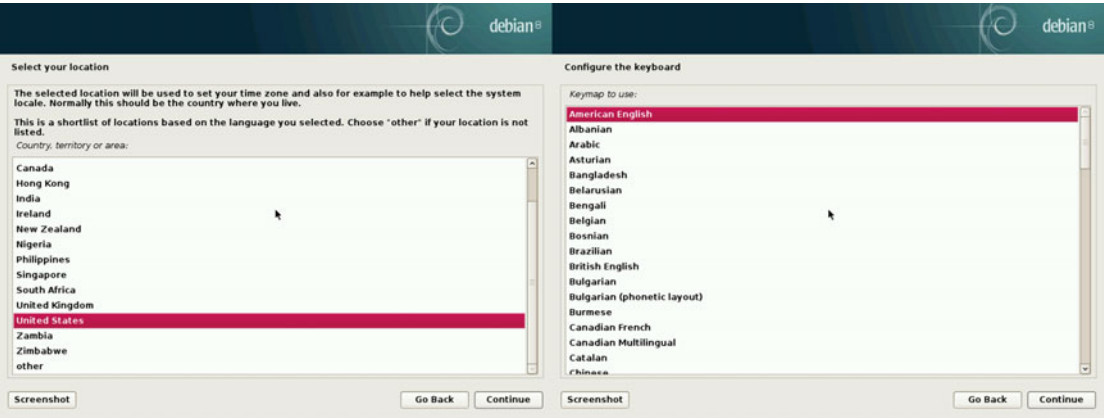 debian 8
Select your location
The selected location will be used to set your time zone and also for example to help select the system
locale. Normally this should be the country where you live.
This is a shortlist of locations based on the language you selected. Choose "other" if your location is not
listed.
Country, territory or area:
Canada
Hong Kong
India
Ireland
New Zealand
Nigeria
Philippines
Singapore
South Africa
United Kingdom
United States
Zambia
Zimbabwe
other
Screenshot
Go Back
Continue
debian 8
Configure the keyboard
Keymap to use:
American English
Albanian
Arabic
Asturian
Bangladesh
Belarusian
Bengali
Belgian
Bosnian
Brazilian
British English
Bulgarian
Bulgarian (phonetic layout)
Burmese
Canadian French
Canadian Multilingual
Catalan
Chinese
Screenshot
Go Back
Continue